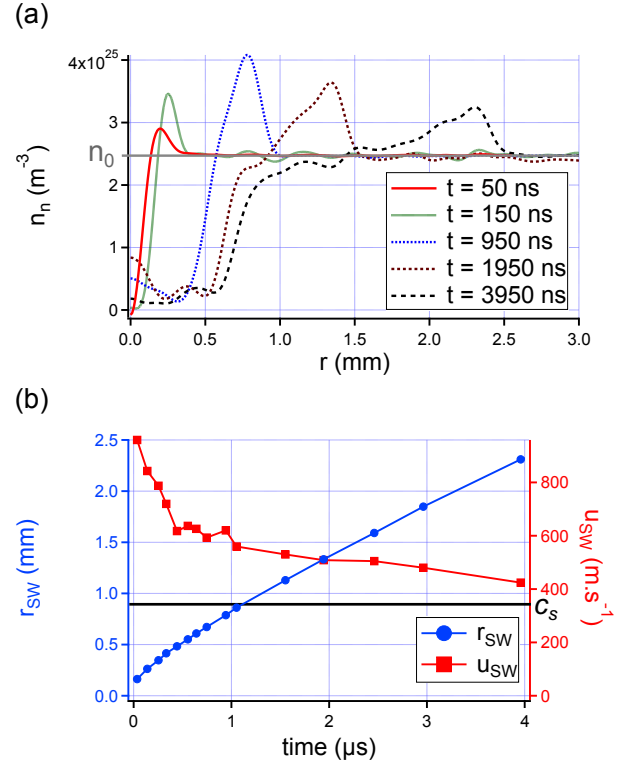 (a)
4x10²⁵
3
2
1
0
n₀
nₙ (m⁻³)
t = 50 ns
t = 150 ns
t = 950 ns
t = 1950 ns
t = 3950 ns
0.0 0.5 1.0 1.5 2.0 2.5 3.0
r (mm)
(b)
2.5
2.0
1.5
1.0
0.5
0.0
r_SW (mm)
800
600
400
200
0
u_SW (m.s⁻¹)
c_s
r_SW
u_SW
0 1 2 3 4
time (µs)